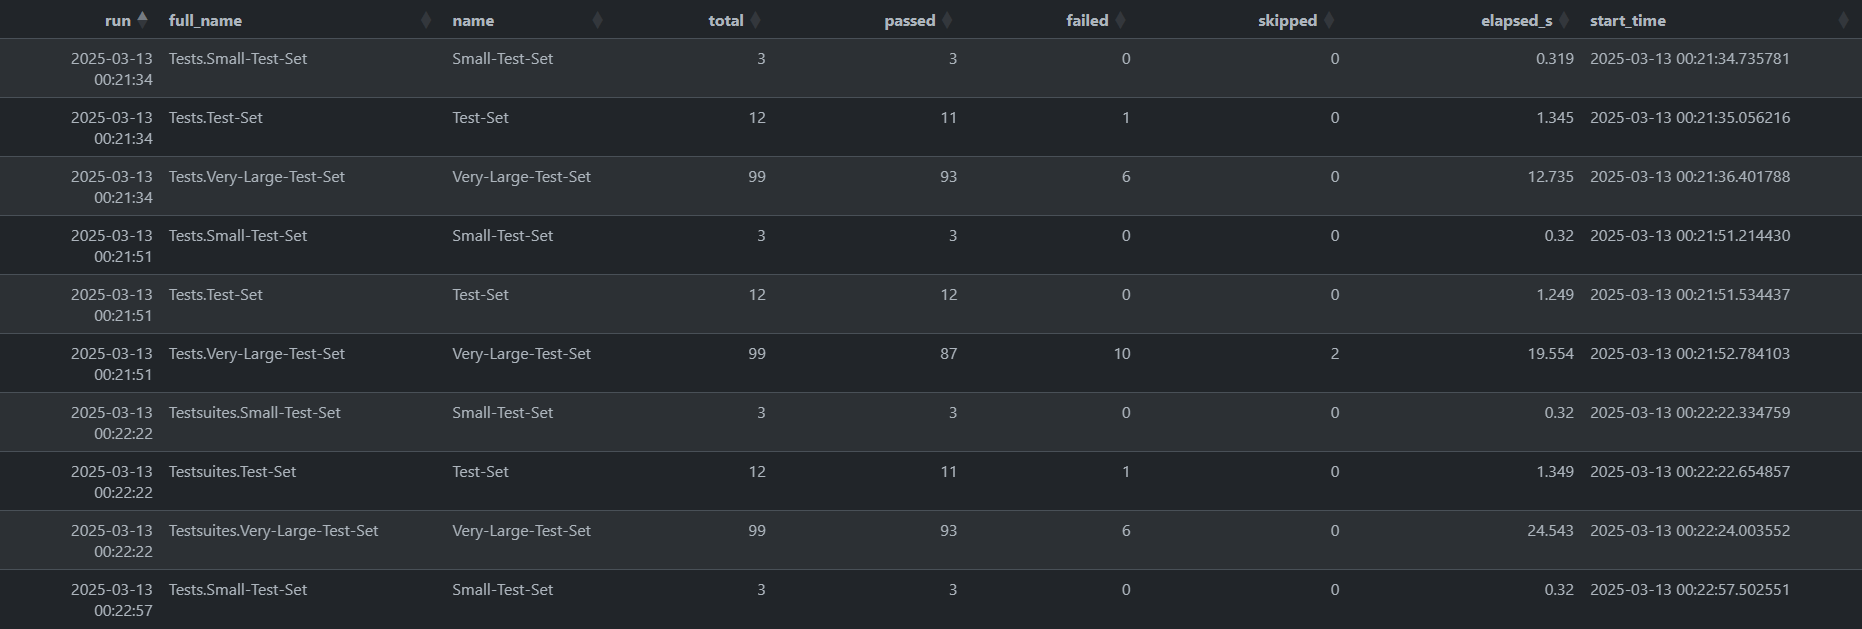 run full_name name total passed failed skipped elapsed_s start_time
2025-03-13 Tests.Small-Test-Set Small-Test-Set 3 3 0 0 0.319 2025-03-13 00:21:34.735781
00:21:34
2025-03-13 Tests.Test-Set Test-Set 12 11 1 0 1.345 2025-03-13 00:21:35.056216
00:21:34
2025-03-13 Tests.Very-Large-Test-Set Very-Large-Test-Set 99 93 6 0 12.735 2025-03-13 00:21:36.401788
00:21:34
2025-03-13 Tests.Small-Test-Set Small-Test-Set 3 3 0 0 0.32 2025-03-13 00:21:51.214430
00:21:51
2025-03-13 Tests.Test-Set Test-Set 12 12 0 0 1.249 2025-03-13 00:21:51.534437
00:21:51
2025-03-13 Tests.Very-Large-Test-Set Very-Large-Test-Set 99 87 10 2 19.554 2025-03-13 00:21:52.784103
00:21:51
2025-03-13 Testsuites.Small-Test-Set Small-Test-Set 3 3 0 0 0.32 2025-03-13 00:22:22.334759
00:22:22
2025-03-13 Testsuites.Test-Set Test-Set 12 11 1 0 1.349 2025-03-13 00:22:22.654857
00:22:22
2025-03-13 Testsuites.Very-Large-Test-Set Very-Large-Test-Set 99 93 6 0 24.543 2025-03-13 00:22:24.003552
00:22:22
2025-03-13 Tests.Small-Test-Set Small-Test-Set 3 3 0 0 0.32 2025-03-13 00:22:57.502551
00:22:57